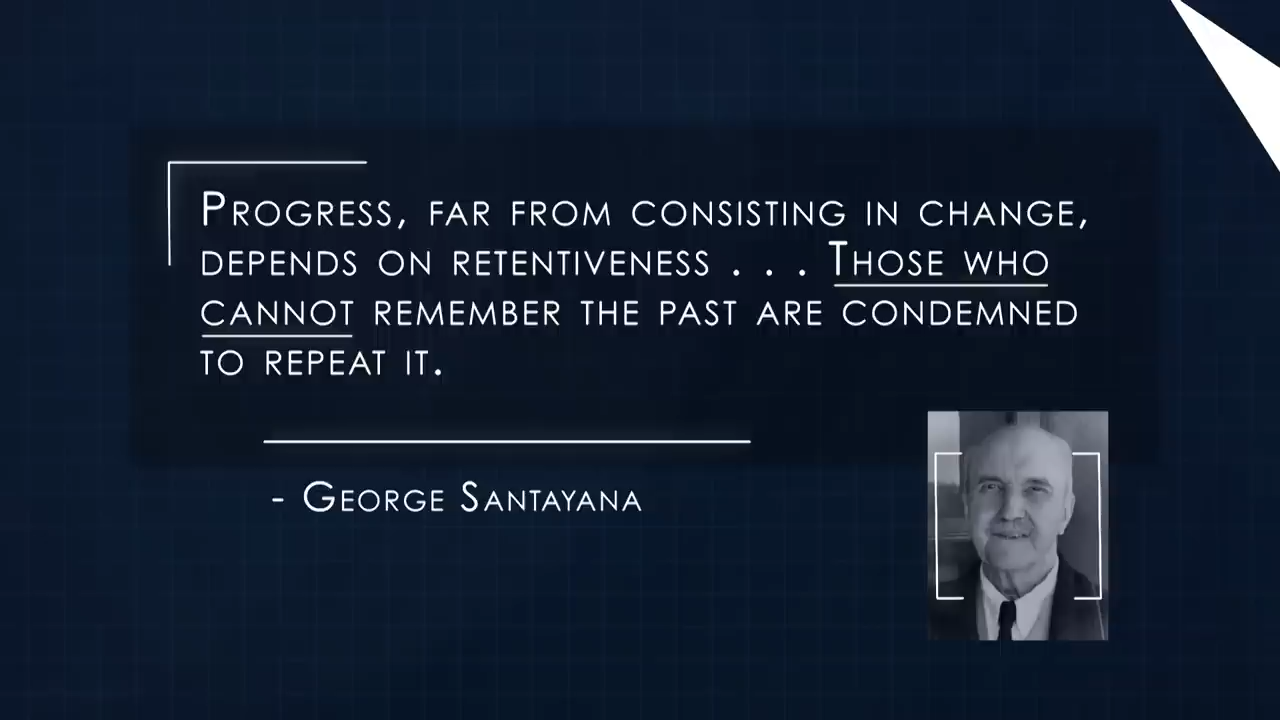 Progress, far from consisting in change,
depends on retentiveness . . . Those who
cannot remember the past are condemned
to repeat it.
- George Santayana